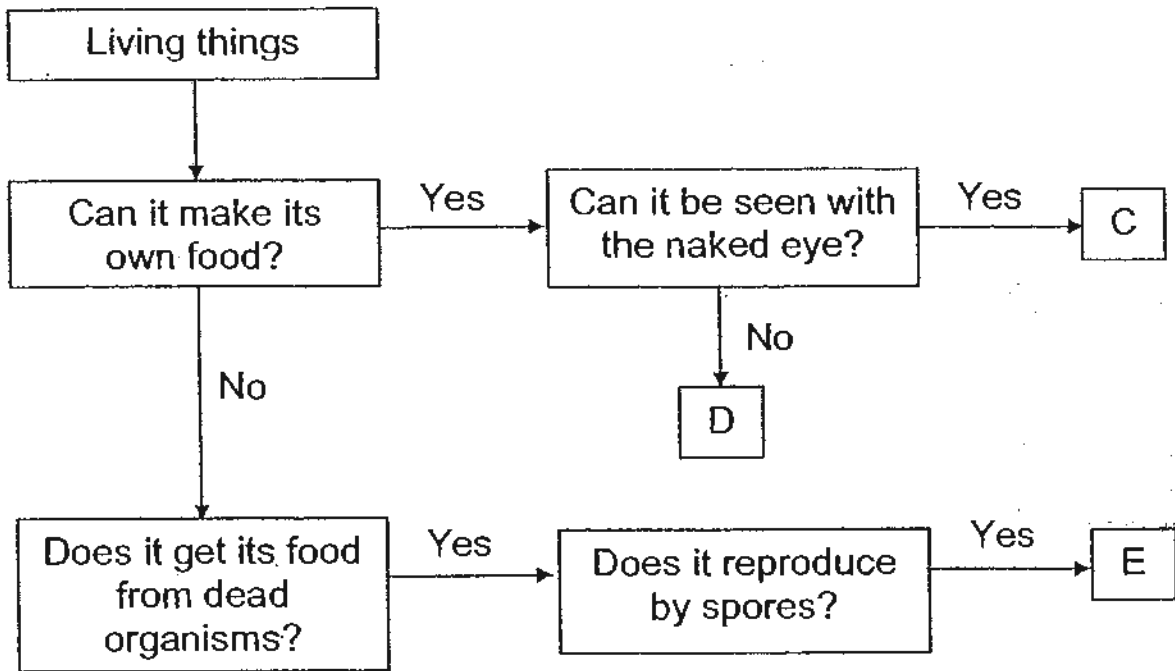 Living things
Can it make its
own food?
Yes
Can it be seen with
the naked eye?
Yes
C
No
No
D
Does it get its food
from dead
organisms?
Yes
Does it reproduce
by spores?
Yes
E